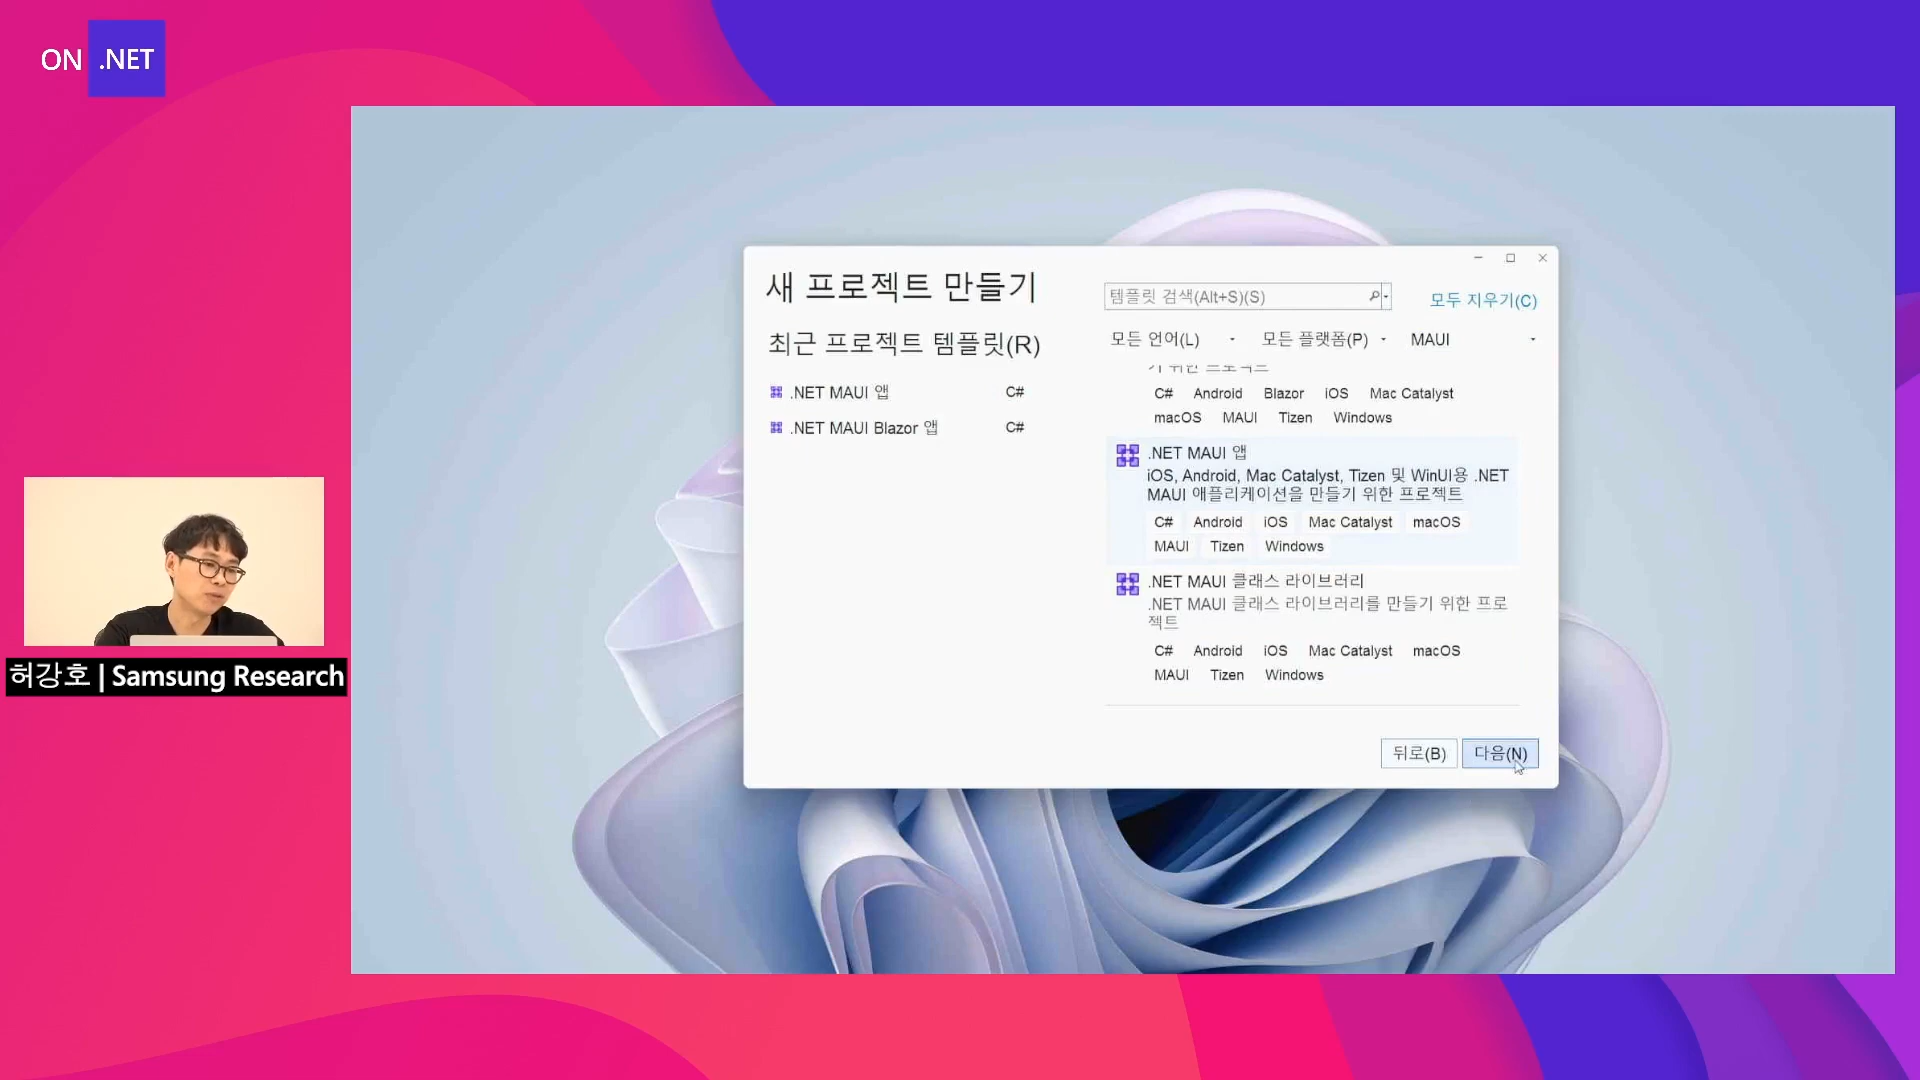 ON .NET
새 프로젝트 만들기
템플릿 검색(Alt+S)(S)
모두 지우기(C)
최근 프로젝트 템플릿(R)
모든 언어(L) 모든 플랫폼(P) MAUI
.NET MAUI 앱 C#
.NET MAUI Blazor 앱 C#
기 위한 프로젝트
C# Android Blazor iOS Mac Catalyst
macOS MAUI Tizen Windows
.NET MAUI 앱
iOS, Android, Mac Catalyst, Tizen 및 WinUI용 .NET
MAUI 애플리케이션을 만들기 위한 프로젝트
C# Android iOS Mac Catalyst macOS
MAUI Tizen Windows
.NET MAUI 클래스 라이브러리
.NET MAUI 클래스 라이브러리를 만들기 위한 프로
젝트
C# Android iOS Mac Catalyst macOS
MAUI Tizen Windows
뒤로(B) 다음(N)
허강호 | Samsung Research